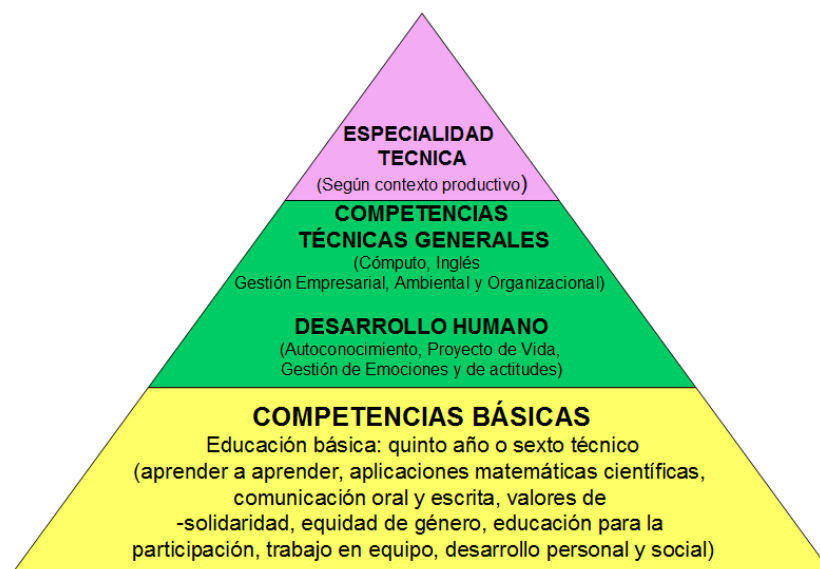 ESPECIALIDAD
TECNICA
(Según contexto productivo)
COMPETENCIAS
TÉCNICAS GENERALES
(Cómputo, Inglés
Gestión Empresarial, Ambiental y Organizacional)
DESARROLLO HUMANO
(Autoconocimiento, Proyecto de Vida,
Gestión de Emociones y de actitudes)
COMPETENCIAS BÁSICAS
Educación básica: quinto año o sexto técnico
(aprender a aprender, aplicaciones matemáticas científicas,
comunicación oral y escrita, valores de
-solidaridad, equidad de género, educación para la
participación, trabajo en equipo, desarrollo personal y social)